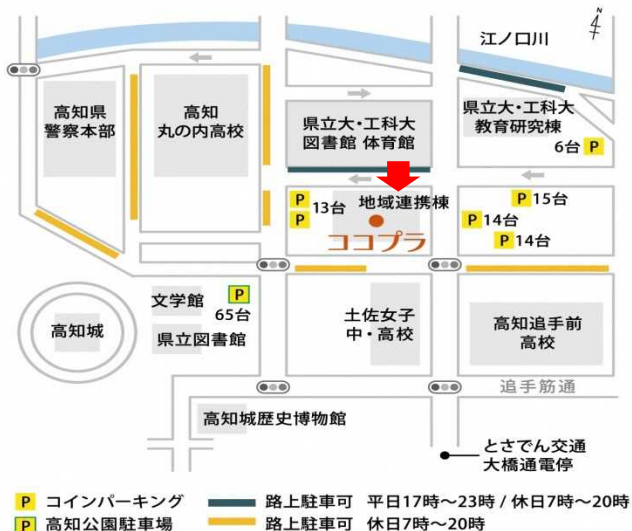 N
江ノ口川
高知県
警察本部
高知
丸の内高校
県立大・工科大
図書館 体育館
県立大・工科大
教育研究棟
6台 P
P
P
13台
地域連携棟
ココプラ
P 15台
P 14台
P 14台
高知城
文学館
P
65台
県立図書館
土佐女子
中・高校
高知追手前
高校
追手筋通
高知城歴史博物館
とさでん交通
大橋通電停
P コインパーキング 路上駐車可 平日17時～23時 / 休日7時～20時
P 高知公園駐車場 路上駐車可 休日7時～20時